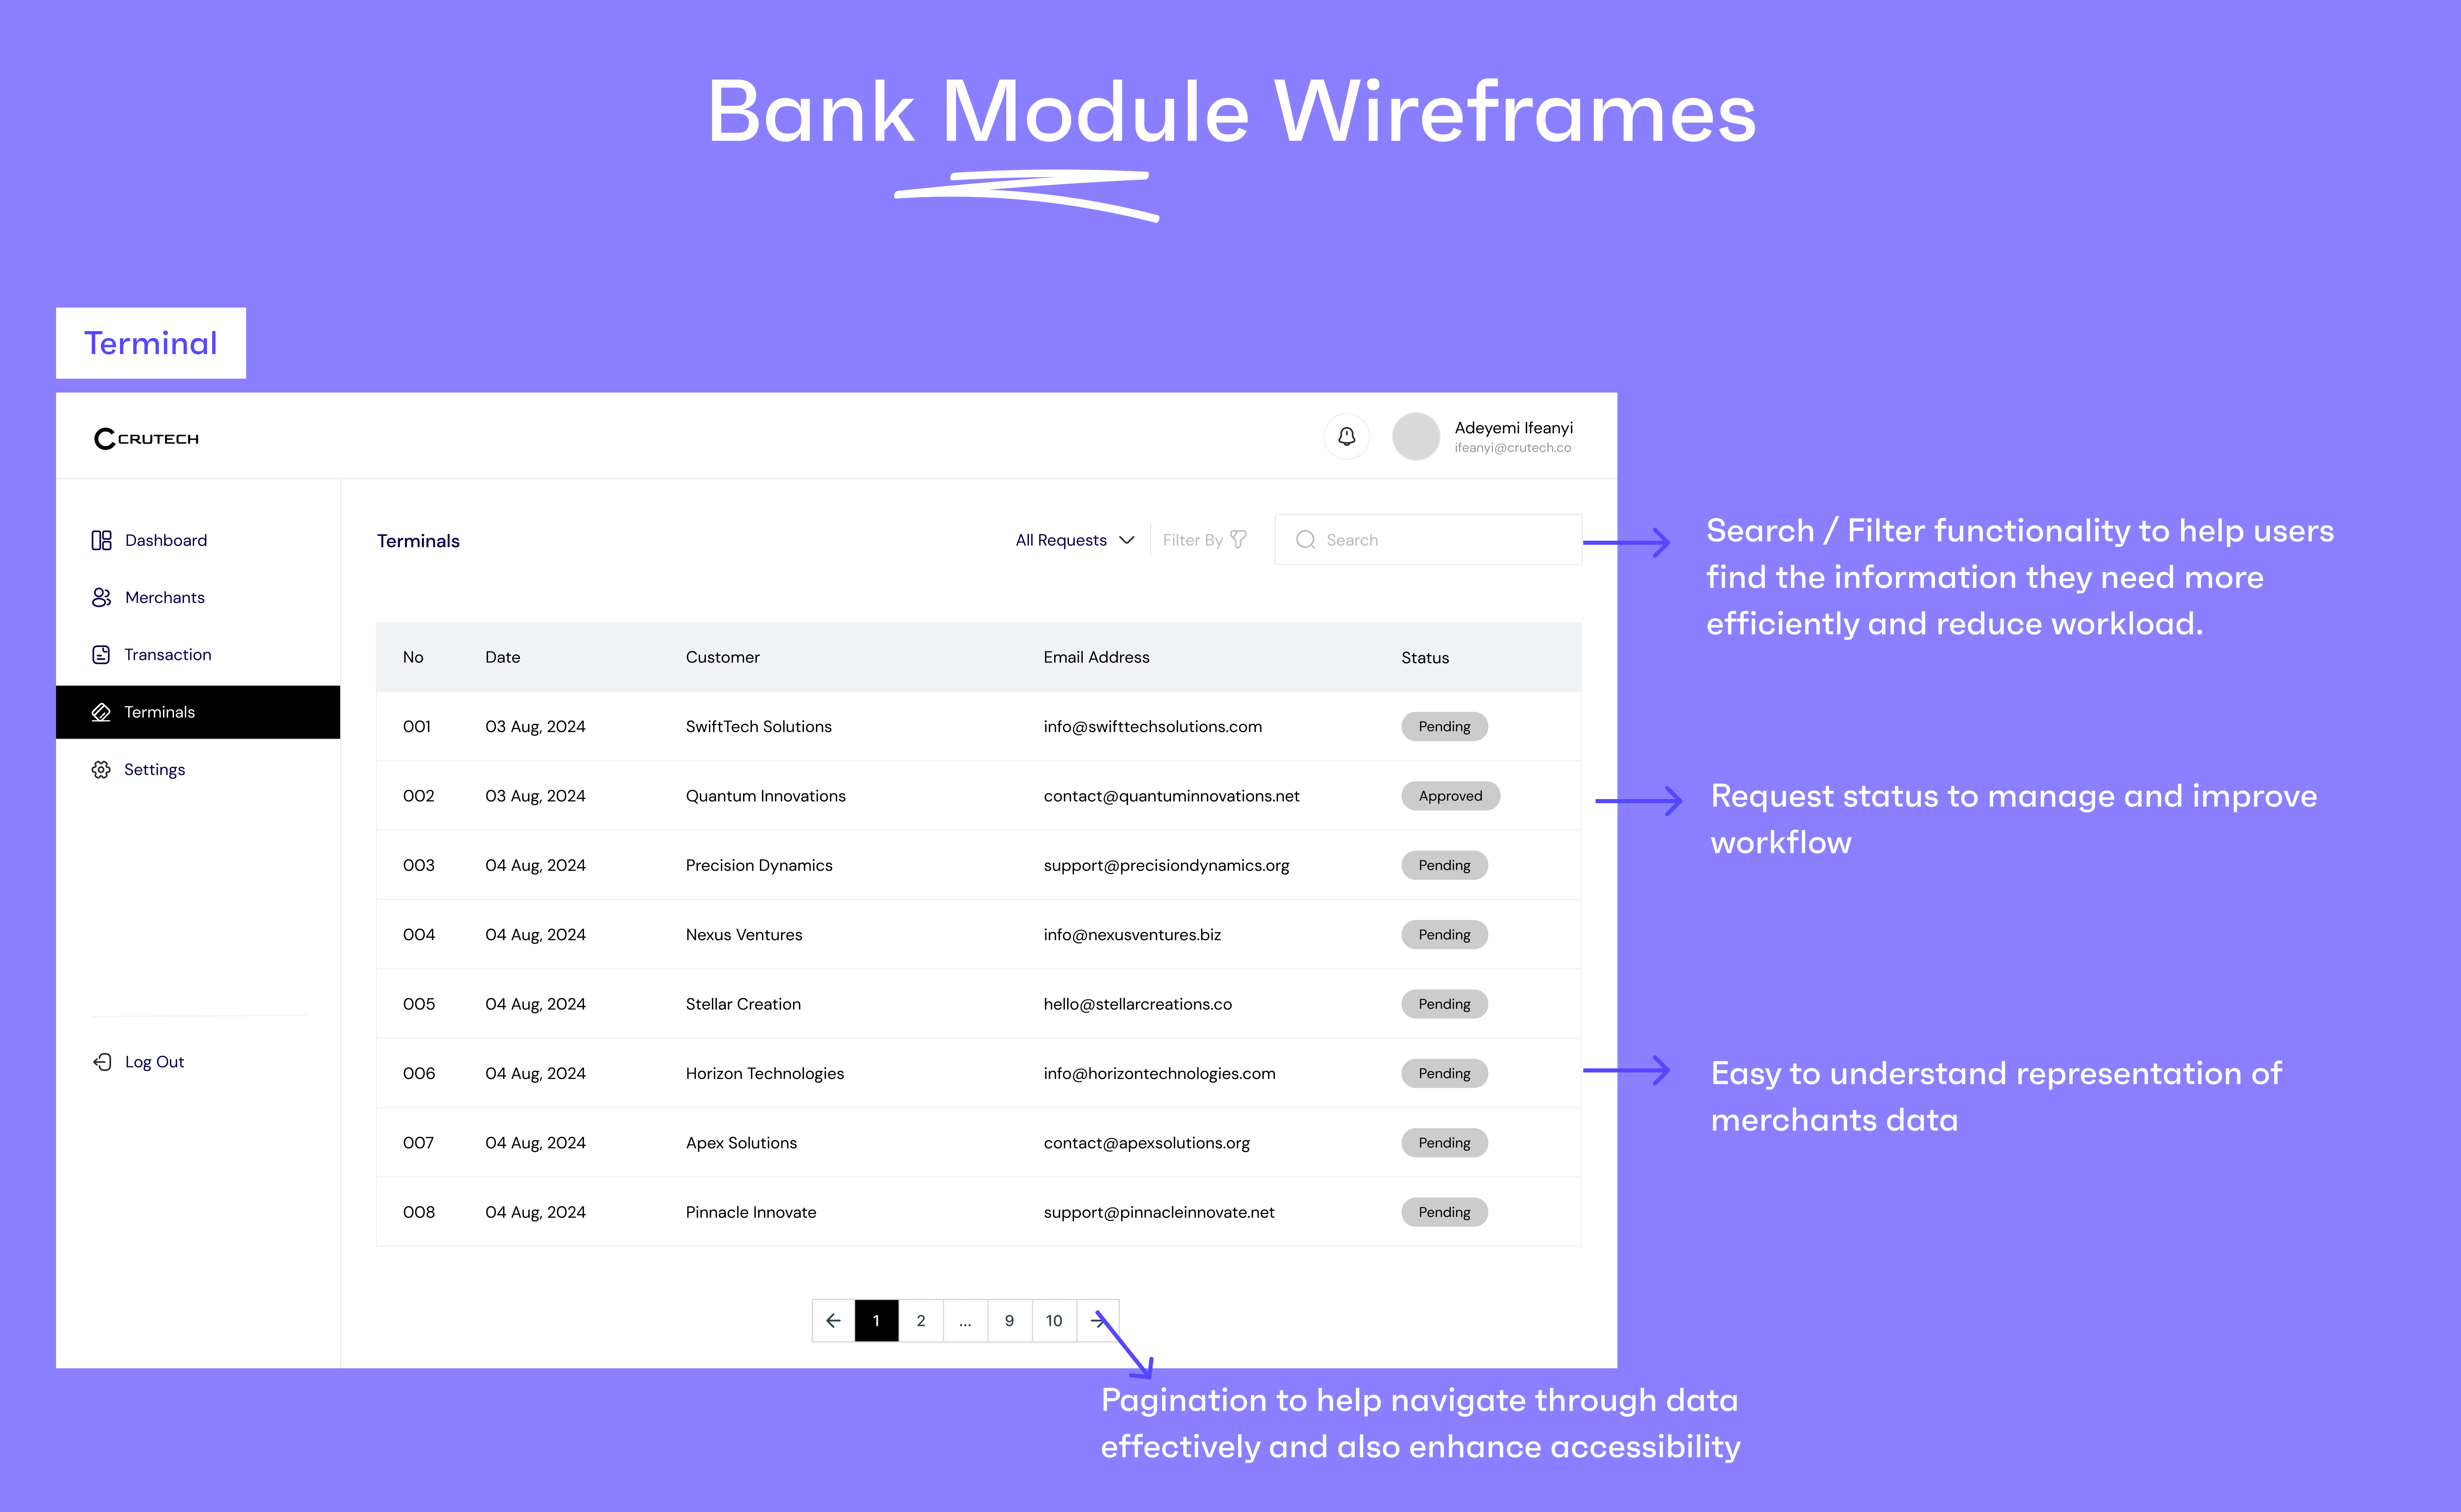 Bank Module Wireframes
Terminal
CRUTECH
Adeyemi Ifeanyi
ifeanyi@crutech.co
Dashboard
Merchants
Transaction
Terminals
Settings
Log Out
Terminals
All Requests
Filter By
Search
No Date Customer Email Address Status
001 03 Aug, 2024 SwiftTech Solutions info@swifttechsolutions.com Pending
002 03 Aug, 2024 Quantum Innovations contact@quantuminnovations.net Approved
003 04 Aug, 2024 Precision Dynamics support@precisiondynamics.org Pending
004 04 Aug, 2024 Nexus Ventures info@nexusventures.biz Pending
005 04 Aug, 2024 Stellar Creation hello@stellarcreations.co Pending
006 04 Aug, 2024 Horizon Technologies info@horizontechnologies.com Pending
007 04 Aug, 2024 Apex Solutions contact@apexsolutions.org Pending
008 04 Aug, 2024 Pinnacle Innovate support@pinnacleinnovate.net Pending
1 2 ... 9 10
Search / Filter functionality to help users
find the information they need more
efficiently and reduce workload.
Request status to manage and improve
workflow
Easy to understand representation of
merchants data
Pagination to help navigate through data
effectively and also enhance accessibility